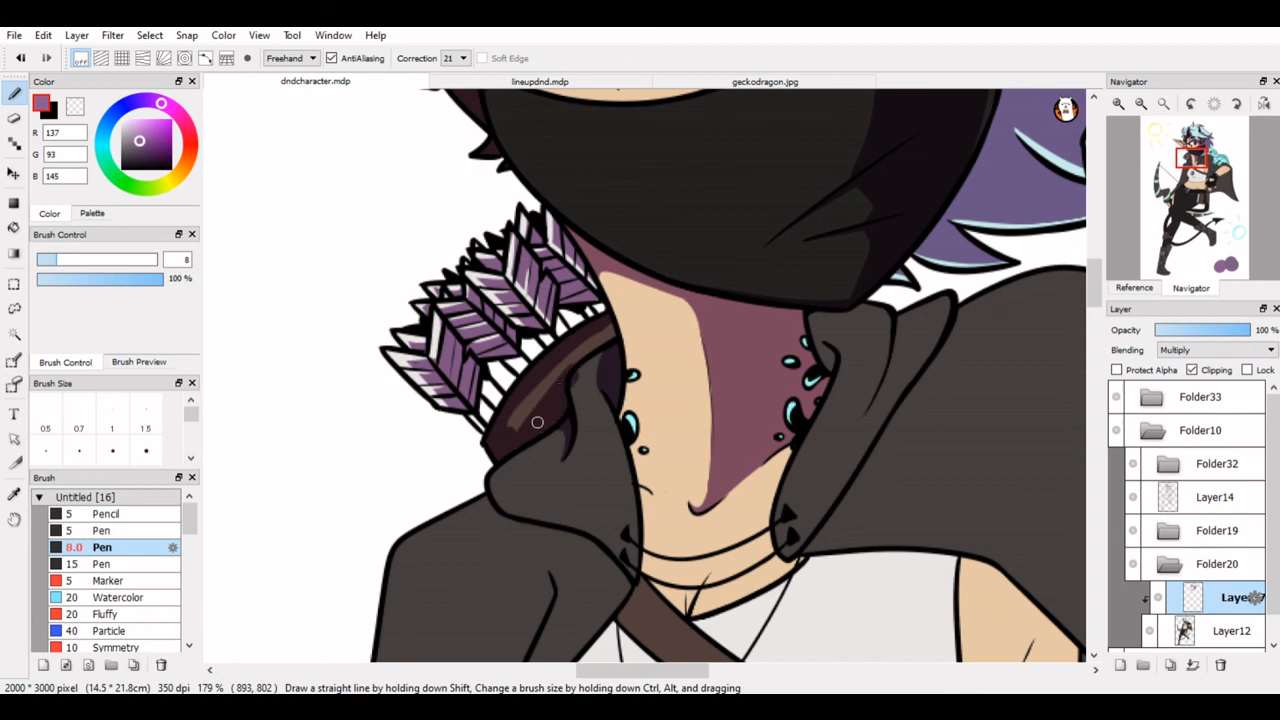 File Edit Layer Filter Select Snap Color View Tool Window Help
off Freehand AntiAliasing Correction 21 Soft Edge
Color
R 137
G 93
B 145
Color Palette
Brush Control
8
100 %
Brush Control Brush Preview
Brush Size
0.5 0.7 1 1.5
Brush
Untitled [16]
5 Pencil
5 Pen
8.0 Pen
15 Pen
5 Marker
20 Watercolor
20 Fluffy
40 Particle
10 Symmetry
dndcharacter.mdp lineupdnd.mdp geckodragon.jpg
Navigator
Reference Navigator
Layer
Opacity 100 %
Blending Multiply
Protect Alpha Clipping Lock
Folder33
Folder10
Folder32
Layer14
Folder19
Folder20
Layer12
2000 * 3000 pixel (14.5 * 21.8cm) 350 dpi 179 % ( 893, 802 ) Draw a straight line by holding down Shift, Change a brush size by holding down Ctrl, Alt, and dragging